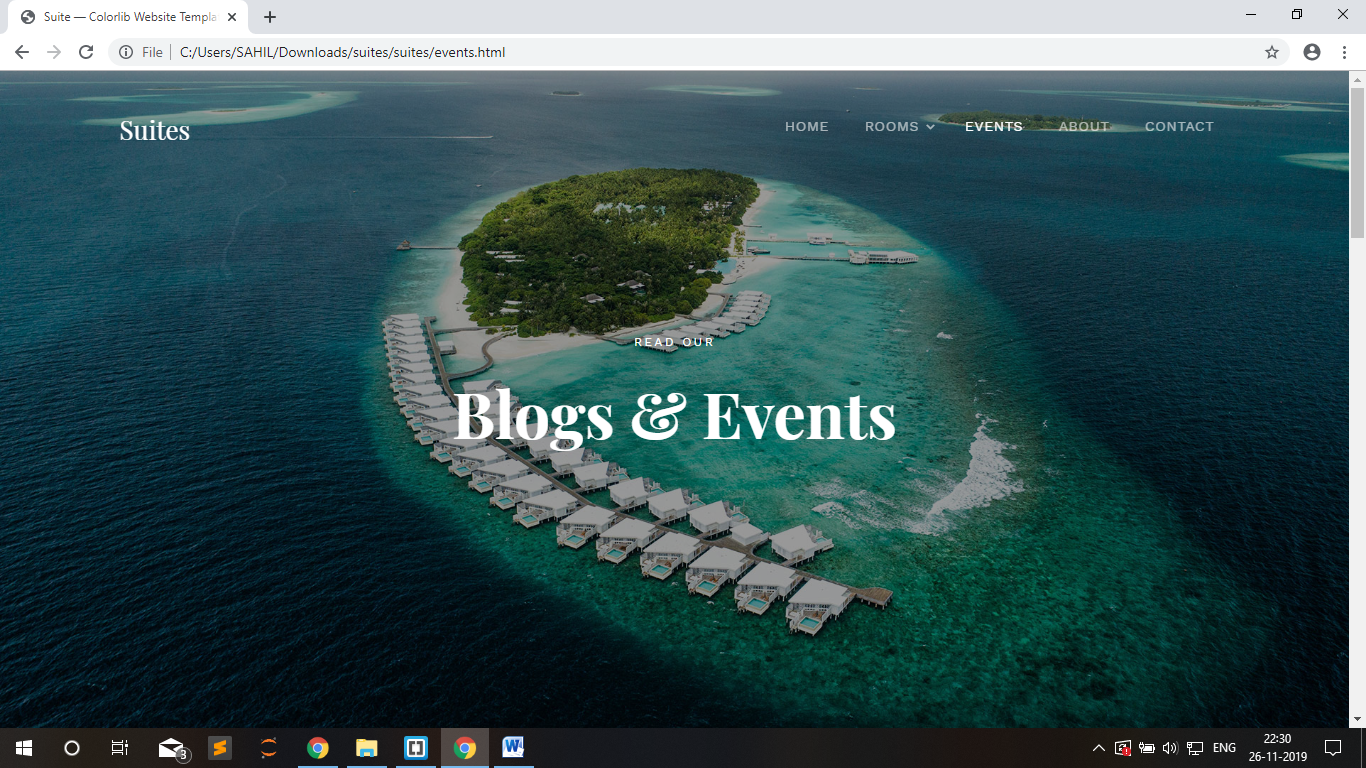 Suite — Colorlib Website Templa
File
C:/Users/SAHIL/Downloads/suites/suites/events.html
Suites
HOME ROOMS EVENTS ABOUT CONTACT
READ OUR
Blogs & Events
3
ENG
22:30
26-11-2019